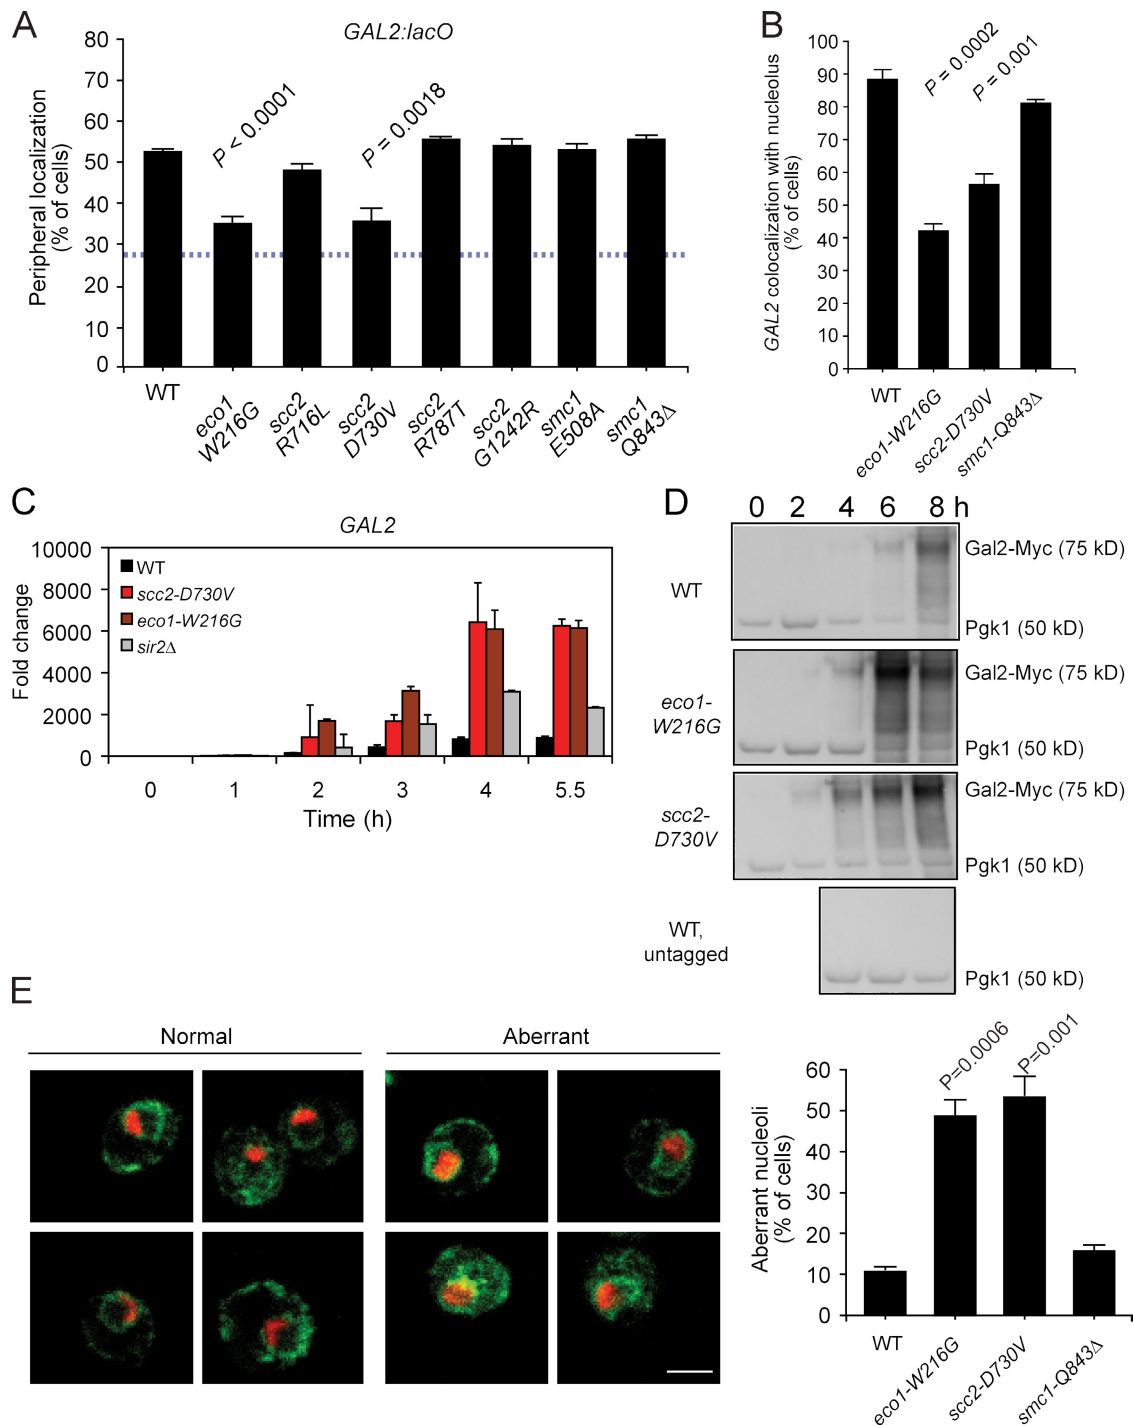 A
GAL2:lacO
Peripheral localization
(% of cells)
80
70
60
50
40
30
20
10
0
P < 0.0001
P = 0.0018
WT
eco1
W216G
scc2
R716L
scc2
D730V
scc2
R787T
scc2
G1242R
smc1
E508A
smc1
Q843Δ
B
GAL2 colocalization with nucleolus
(% of cells)
100
90
80
70
60
50
40
30
20
10
0
P = 0.0002
P = 0.001
WT
eco1-W216G
scc2-D730V
smc1-Q843Δ
C
GAL2
Fold change
10000
8000
6000
4000
2000
0
WT
scc2-D730V
eco1-W216G
sir2Δ
0 1 2 3 4 5.5
Time (h)
D
0 2 4 6 8 h
WT
Gal2-Myc (75 kD)
Pgk1 (50 kD)
eco1-
W216G
Gal2-Myc (75 kD)
Pgk1 (50 kD)
scc2-
D730V
Gal2-Myc (75 kD)
Pgk1 (50 kD)
WT,
untagged
Pgk1 (50 kD)
E
Normal
Aberrant
Aberrant nucleoli
(% of cells)
60
50
40
30
20
10
0
P=0.0006
P=0.001
WT
eco1-W216G
scc2-D730V
smc1-Q843Δ